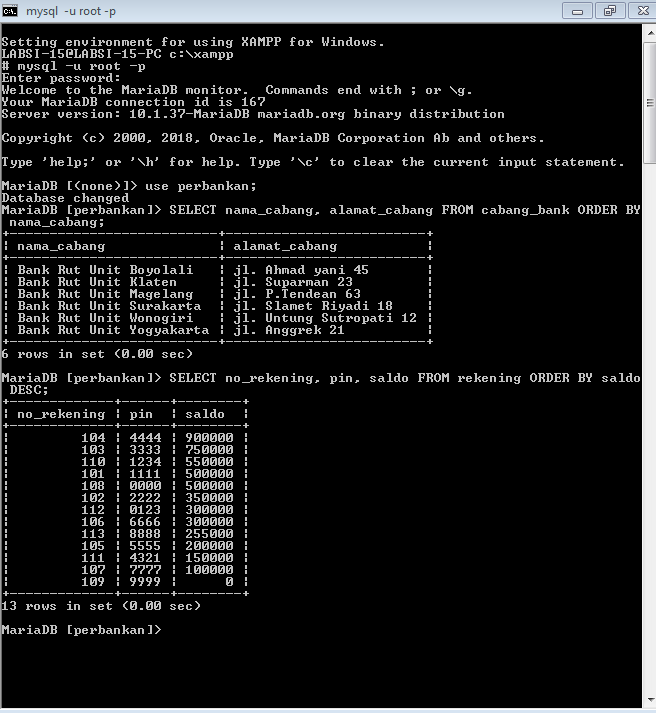 mysql -u root -p
Setting environment for using XAMPP for Windows.
LABSI-15@LABSI-15-PC c:\xampp
# mysql -u root -p
Enter password:
Welcome to the MariaDB monitor.  Commands end with ; or \g.
Your MariaDB connection id is 167
Server version: 10.1.37-MariaDB mariadb.org binary distribution
Copyright (c) 2000, 2018, Oracle, MariaDB Corporation Ab and others.
Type 'help;' or '\h' for help. Type '\c' to clear the current input statement.
MariaDB [(none)]> use perbankan;
Database changed
MariaDB [perbankan]> SELECT nama_cabang, alamat_cabang FROM cabang_bank ORDER BY
 nama_cabang;
+--------------------------+-------------------------+
| nama_cabang              | alamat_cabang           |
+--------------------------+-------------------------+
| Bank Rut Unit Boyolali   | jl. Ahmad yani 45       |
| Bank Rut Unit Klaten     | jl. Suparman 23         |
| Bank Rut Unit Magelang   | jl. P.Tendean 63        |
| Bank Rut Unit Surakarta  | jl. Slamet Riyadi 18    |
| Bank Rut Unit Wonogiri   | jl. Untung Sutropati 12 |
| Bank Rut Unit Yogyakarta | jl. Anggrek 21          |
+--------------------------+-------------------------+
6 rows in set (0.00 sec)
MariaDB [perbankan]> SELECT no_rekening, pin, saldo FROM rekening ORDER BY saldo
 DESC;
+-------------+------+--------+
| no_rekening | pin  | saldo  |
+-------------+------+--------+
|         104 | 4444 | 900000 |
|         103 | 3333 | 750000 |
|         110 | 1234 | 550000 |
|         101 | 1111 | 500000 |
|         108 | 0000 | 500000 |
|         102 | 2222 | 350000 |
|         112 | 0123 | 300000 |
|         106 | 6666 | 300000 |
|         113 | 8888 | 255000 |
|         105 | 5555 | 200000 |
|         111 | 4321 | 150000 |
|         107 | 7777 | 100000 |
|         109 | 9999 |      0 |
+-------------+------+--------+
13 rows in set (0.00 sec)
MariaDB [perbankan]>